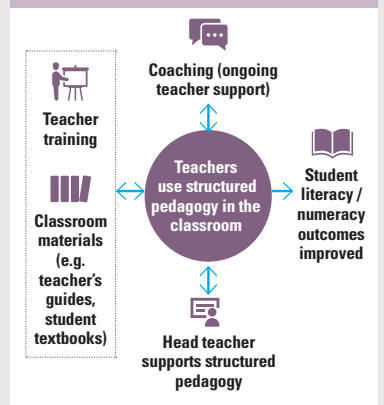 Coaching (ongoing
teacher support)
Teacher
training
Classroom
materials
(e.g.
teacher's
guides,
student
textbooks)
Teachers
use structured
pedagogy in the
classroom
Student
literacy /
numeracy
outcomes
improved
Head teacher
supports structured
pedagogy